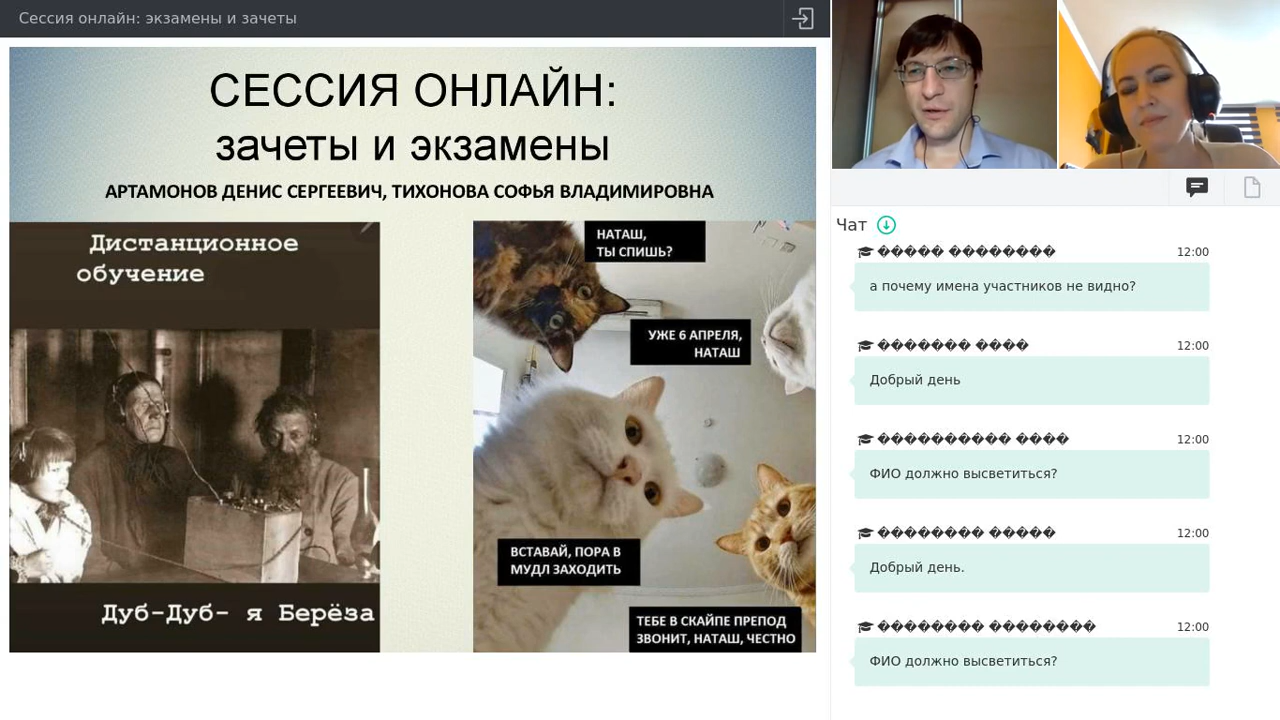 Сессия онлайн: экзамены и зачеты
СЕССИЯ ОНЛАЙН:
зачеты и экзамены
АРТАМОНОВ ДЕНИС СЕРГЕЕВИЧ, ТИХОНОВА СОФЬЯ ВЛАДИМИРОВНА
Дистанционное
обучение
Дуб-Дуб- я Берёза
НАТАШ,
ТЫ СПИШЬ?
УЖЕ 6 АПРЕЛЯ,
НАТАШ
ВСТАВАЙ, ПОРА В
МУДЛ ЗАХОДИТЬ
ТЕБЕ В СКАЙПЕ ПРЕПОД
ЗВОНИТ, НАТАШ, ЧЕСТНО
Чат
����� �������� 12:00
а почему имена участников не видно?
������� ���� 12:00
Добрый день
���������� ���� 12:00
ФИО должно высветиться?
�������� ����� 12:00
Добрый день.
�������� �������� 12:00
ФИО должно высветиться?